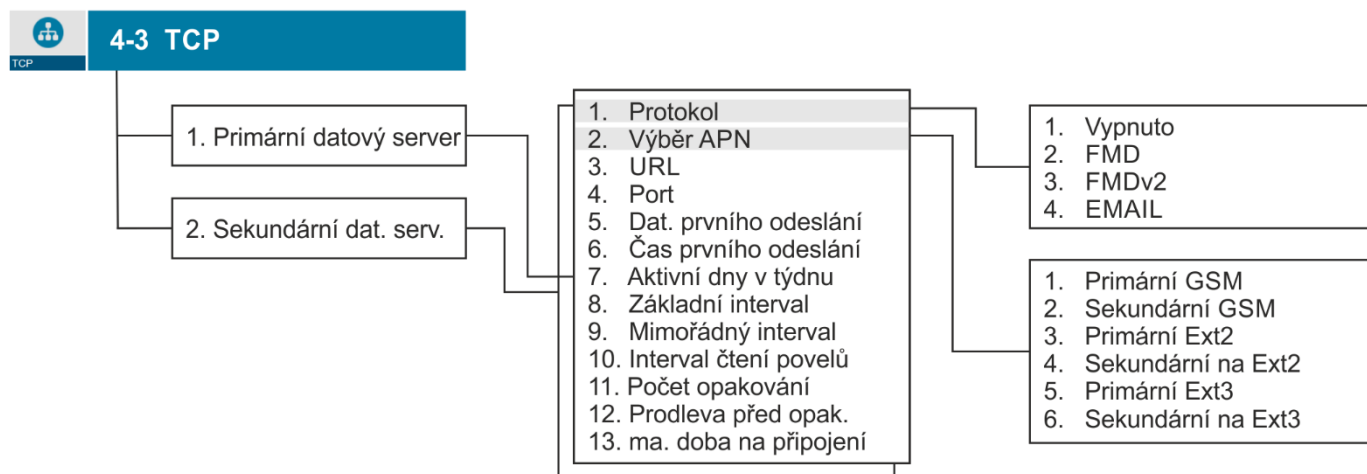 4-3 TCP
TCP
1. Primární datový server
2. Sekundární dat. serv.
1. Protokol
2. Výběr APN
3. URL
4. Port
5. Dat. prvního odeslání
6. Čas prvního odeslání
7. Aktivní dny v týdnu
8. Základní interval
9. Mimořádný interval
10. Interval čtení povelů
11. Počet opakování
12. Prodleva před opak.
13. ma. doba na připojení
1. Vypnuto
2. FMD
3. FMDv2
4. EMAIL
1. Primární GSM
2. Sekundární GSM
3. Primární Ext2
4. Sekundární na Ext2
5. Primární Ext3
6. Sekundární na Ext3